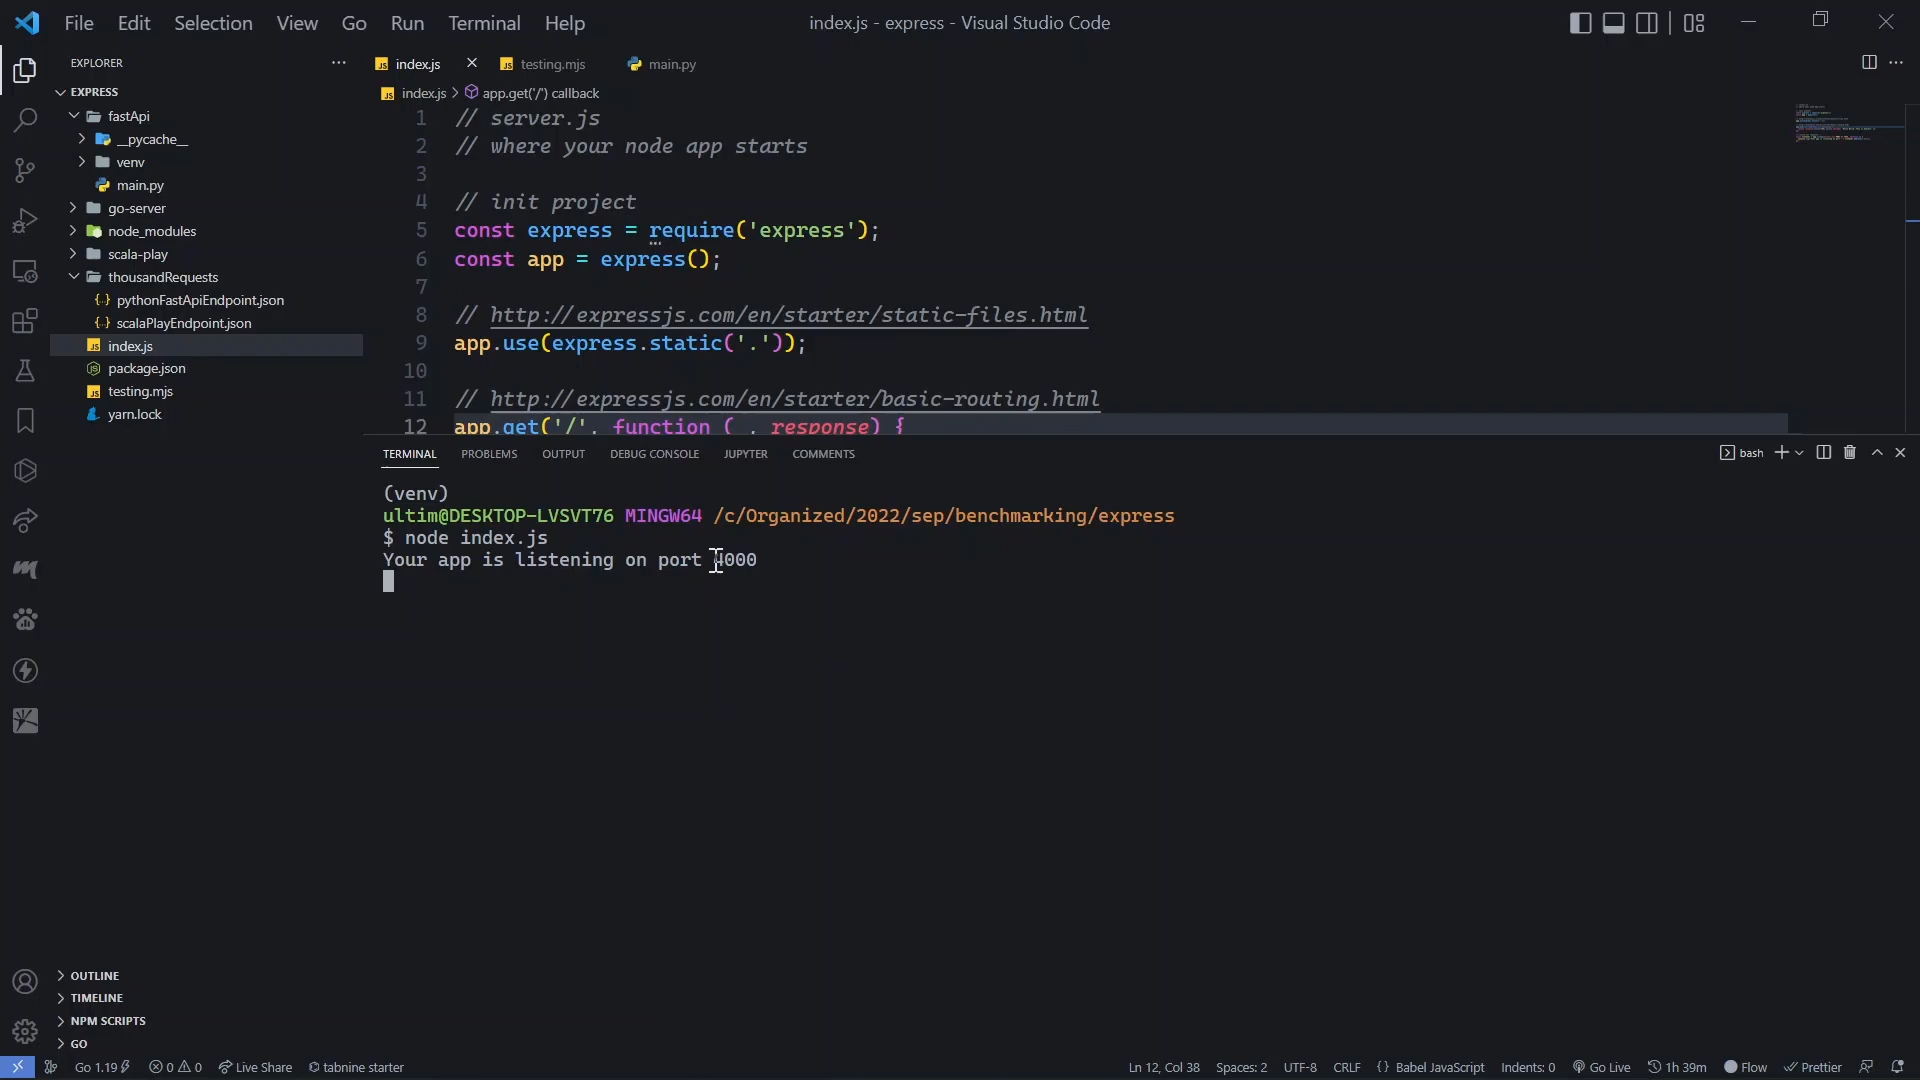 File Edit Selection View Go Run Terminal Help
index.js - express - Visual Studio Code
EXPLORER
EXPRESS
fastApi
__pycache__
venv
main.py
go-server
node_modules
scala-play
thousandRequests
pythonFastApiEndpoint.json
scalaPlayEndpoint.json
index.js
package.json
testing.mjs
yarn.lock
OUTLINE
TIMELINE
NPM SCRIPTS
GO
index.js testing.mjs main.py
index.js > app.get('/') callback
1 // server.js
2 // where your node app starts
3
4 // init project
5 const express = require('express');
6 const app = express();
7
8 // http://expressjs.com/en/starter/static-files.html
9 app.use(express.static('.'));
10
11 // http://expressjs.com/en/starter/basic-routing.html
12 app.get('/', function (_, response) {
TERMINAL PROBLEMS OUTPUT DEBUG CONSOLE JUPYTER COMMENTS
bash
(venv)
ultim@DESKTOP-LVSVT76 MINGW64 /c/Organized/2022/sep/benchmarking/express
$ node index.js
Your app is listening on port 4000
Go 1.19 0 0 Live Share tabnine starter Ln 12, Col 38 Spaces: 2 UTF-8 CRLF {} Babel JavaScript Indents: 0 Go Live 1h 39m Flow Prettier